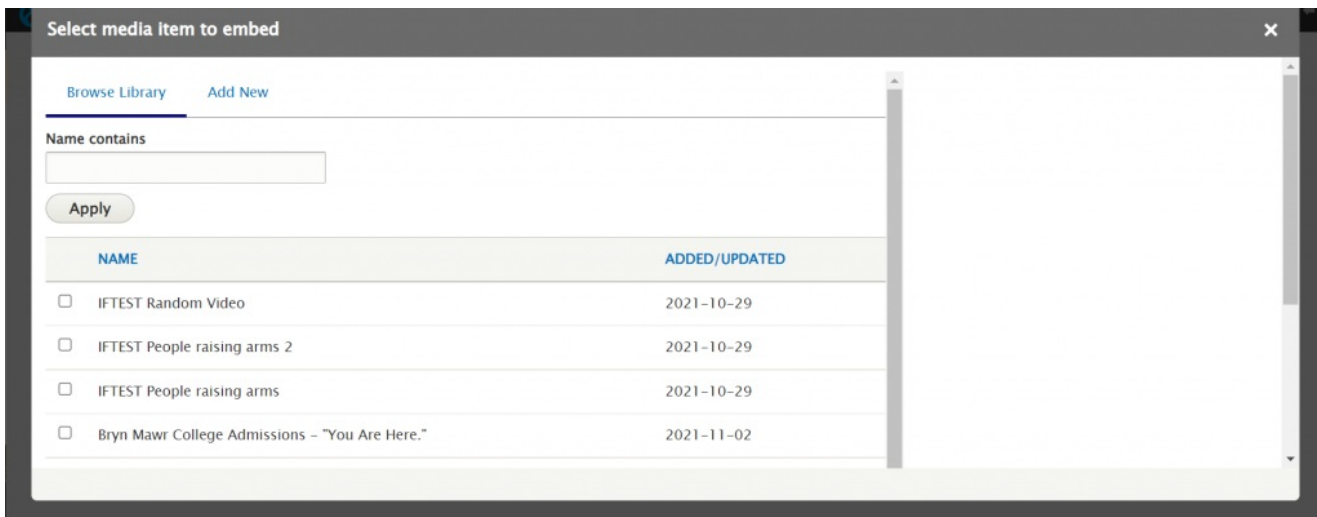 Select media item to embed
Browse Library Add New
Name contains
Apply
NAME ADDED/UPDATED
IFTEST Random Video 2021-10-29
IFTEST People raising arms 2 2021-10-29
IFTEST People raising arms 2021-10-29
Bryn Mawr College Admissions – "You Are Here." 2021-11-02